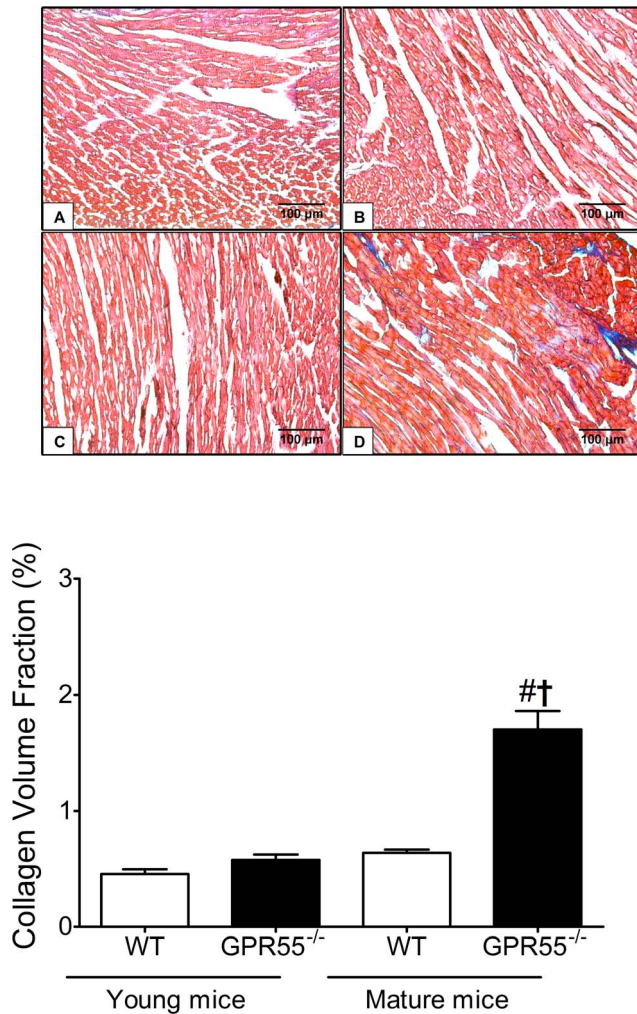 A
100 µm
B
100 µm
C
100 µm
D
100 µm
Collagen Volume Fraction (%)
3
2
1
0
#†
WT
GPR55-/-
WT
GPR55-/-
Young mice
Mature mice